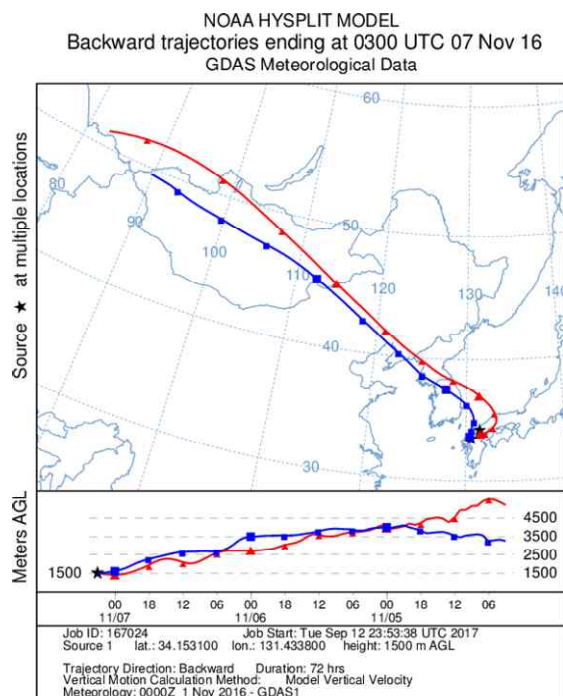 NOAA HYSPLIT MODEL
Backward trajectories ending at 0300 UTC 07 Nov 16
GDAS Meteorological Data
Source ★ at multiple locations
60
80
90
50
100
110
120
130
140
40
30
Meters AGL
1500
4500
3500
2500
1500
00 18 12 06 00 18 12 06 00 18 12 06
11/07 11/06 11/05
Job ID: 167024 Job Start: Tue Sep 12 23:53:38 UTC 2017
Source 1 lat.: 34.153100 lon.: 131.433800 height: 1500 m AGL
Trajectory Direction: Backward Duration: 72 hrs
Vertical Motion Calculation Method: Model Vertical Velocity
Meteorology: 0000Z 1 Nov 2016 - GDAS1